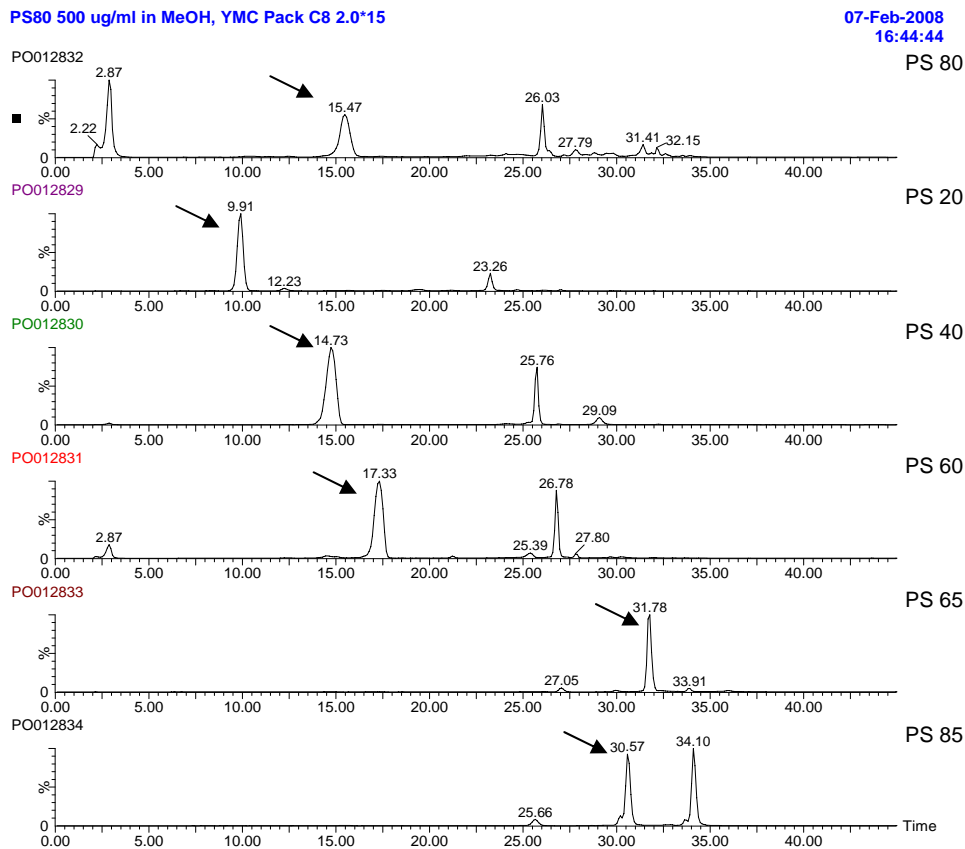 PS80 500 ug/ml in MeOH, YMC Pack C8 2.0*15 07-Feb-2008
16:44:44
PO012832 PS 80
2.87
15.47
26.03
2.22
27.79
31.41 32.15
%
0
0.00 5.00 10.00 15.00 20.00 25.00 30.00 35.00 40.00
PO012829 PS 20
9.91
12.23
23.26
%
0
0.00 5.00 10.00 15.00 20.00 25.00 30.00 35.00 40.00
PO012830 PS 40
14.73
25.76
29.09
%
0
0.00 5.00 10.00 15.00 20.00 25.00 30.00 35.00 40.00
PO012831 PS 60
17.33
26.78
2.87
25.39 27.80
%
0
0.00 5.00 10.00 15.00 20.00 25.00 30.00 35.00 40.00
PO012833 PS 65
31.78
27.05 33.91
%
0
0.00 5.00 10.00 15.00 20.00 25.00 30.00 35.00 40.00
PO012834 PS 85
30.57 34.10
25.66
%
0 Time
0.00 5.00 10.00 15.00 20.00 25.00 30.00 35.00 40.00